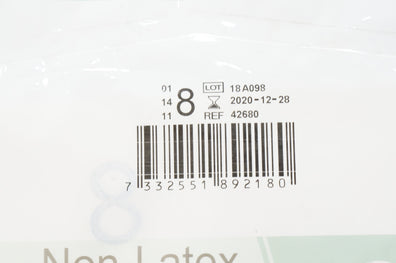 01 8 LOT 18A098
14 2020-12-28
11 REF 42680
7 332551 892180
8
Non-Latex